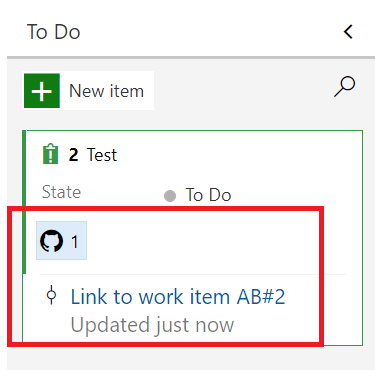 To Do
New item
2 Test
State To Do
1
Link to work item AB#2
Updated just now